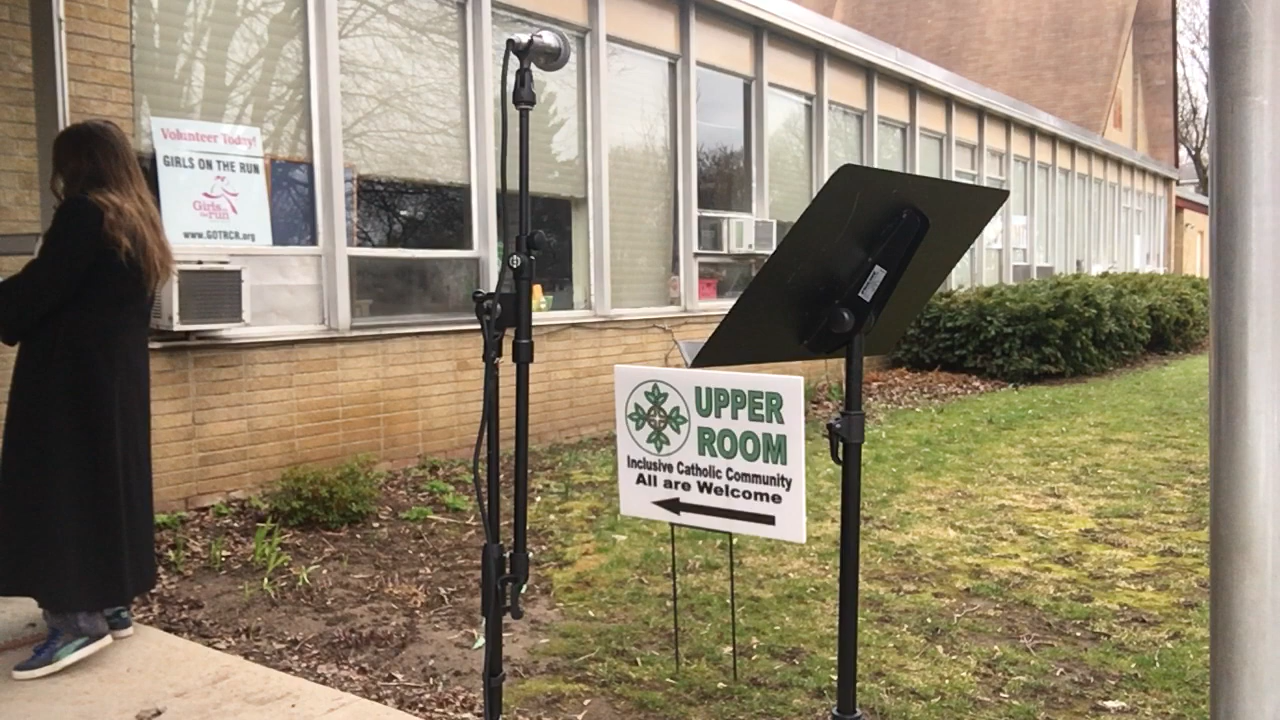 Volunteer Today!
GIRLS ON THE RUN
Girls
on the
run
www.GOTRCR.org
UPPER
ROOM
Inclusive Catholic Community
All are Welcome